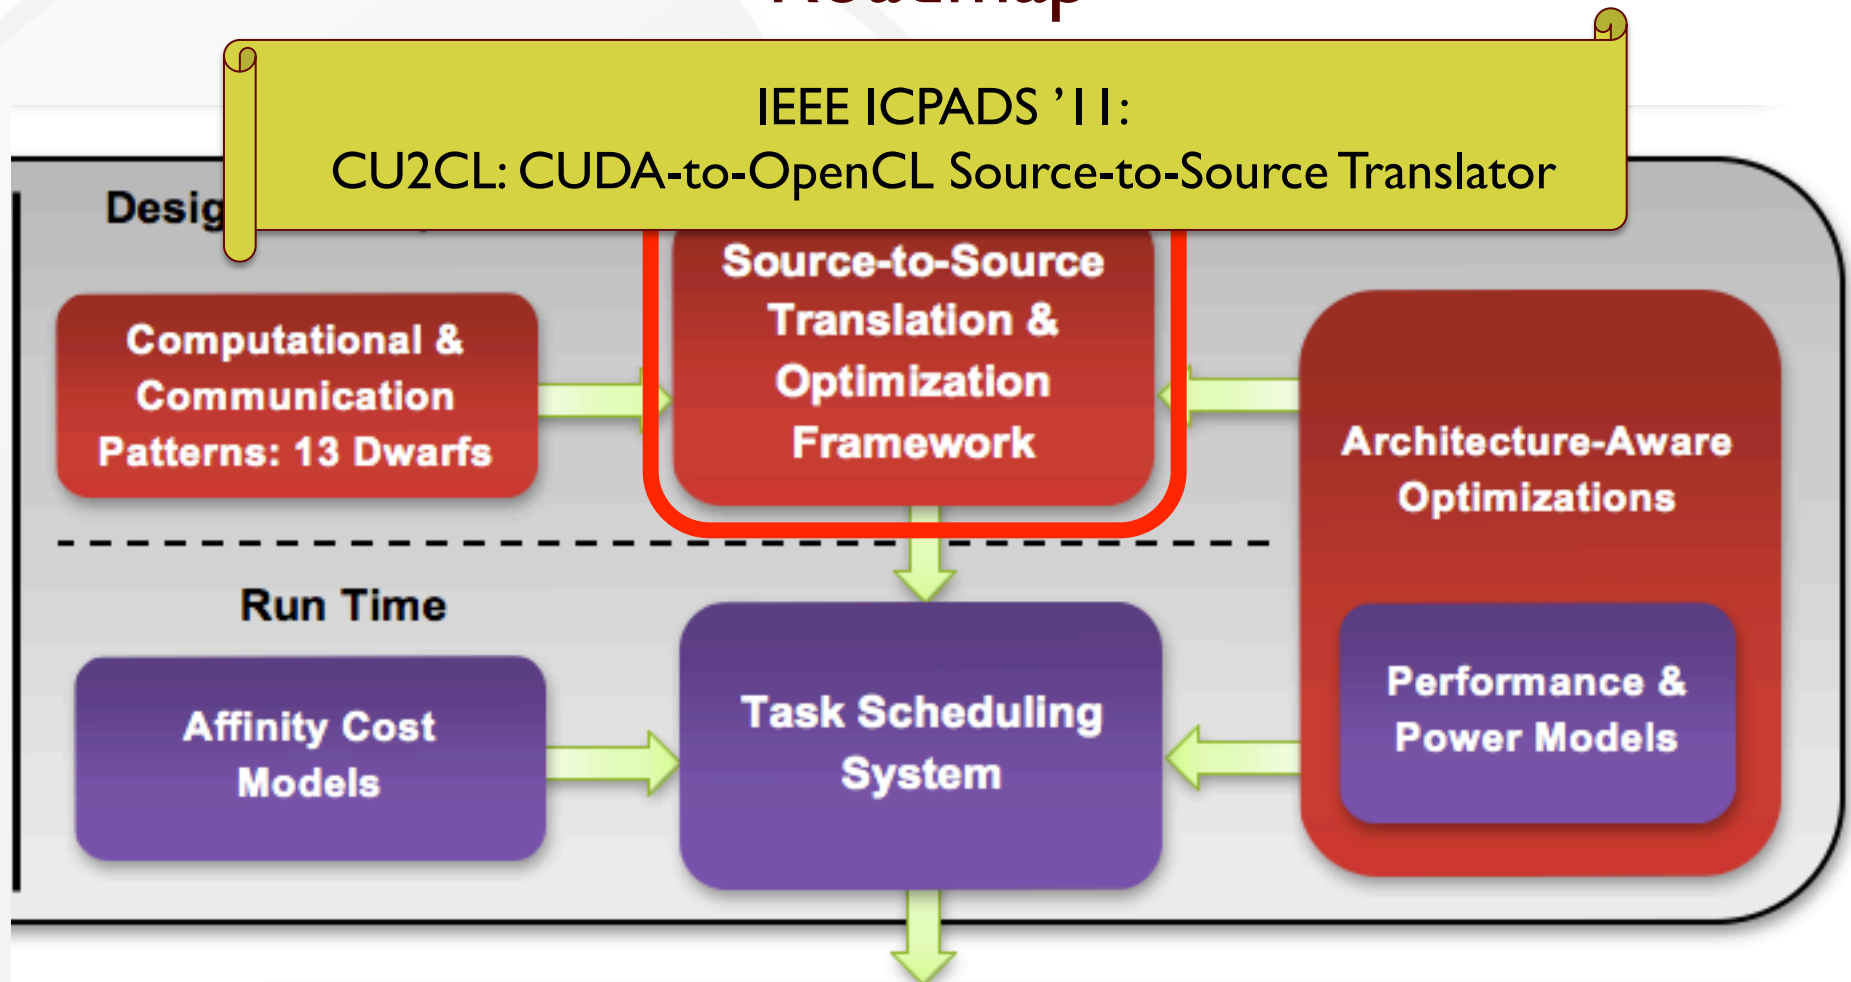 Roadmap
IEEE ICPADS ’11:
CU2CL: CUDA-to-OpenCL Source-to-Source Translator
Source-to-Source
Translation &
Optimization
Framework
Computational &
Communication
Patterns: 13 Dwarfs
Architecture-Aware
Optimizations
Run Time
Affinity Cost
Models
Task Scheduling
System
Performance &
Power Models